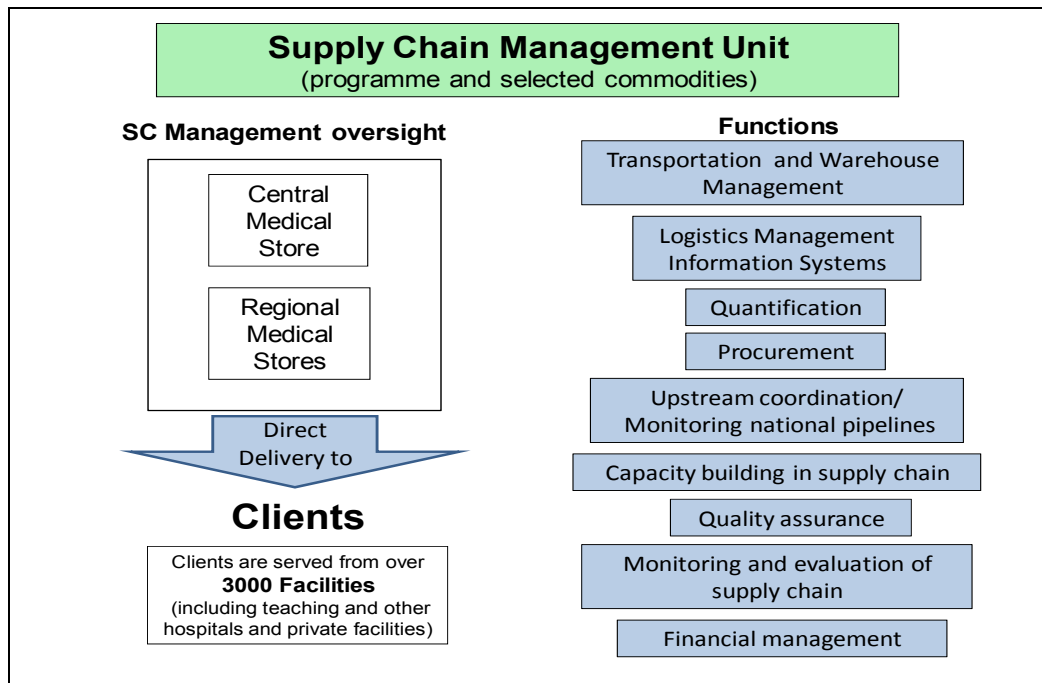 Supply Chain Management Unit
(programme and selected commodities)
SC Management oversight
Central
Medical
Store
Regional
Medical
Stores
Direct
Delivery to
Clients
Clients are served from over
3000 Facilities
(including teaching and other
hospitals and private facilities)
Functions
Transportation and Warehouse
Management
Logistics Management
Information Systems
Quantification
Procurement
Upstream coordination/
Monitoring national pipelines
Capacity building in supply chain
Quality assurance
Monitoring and evaluation of
supply chain
Financial management